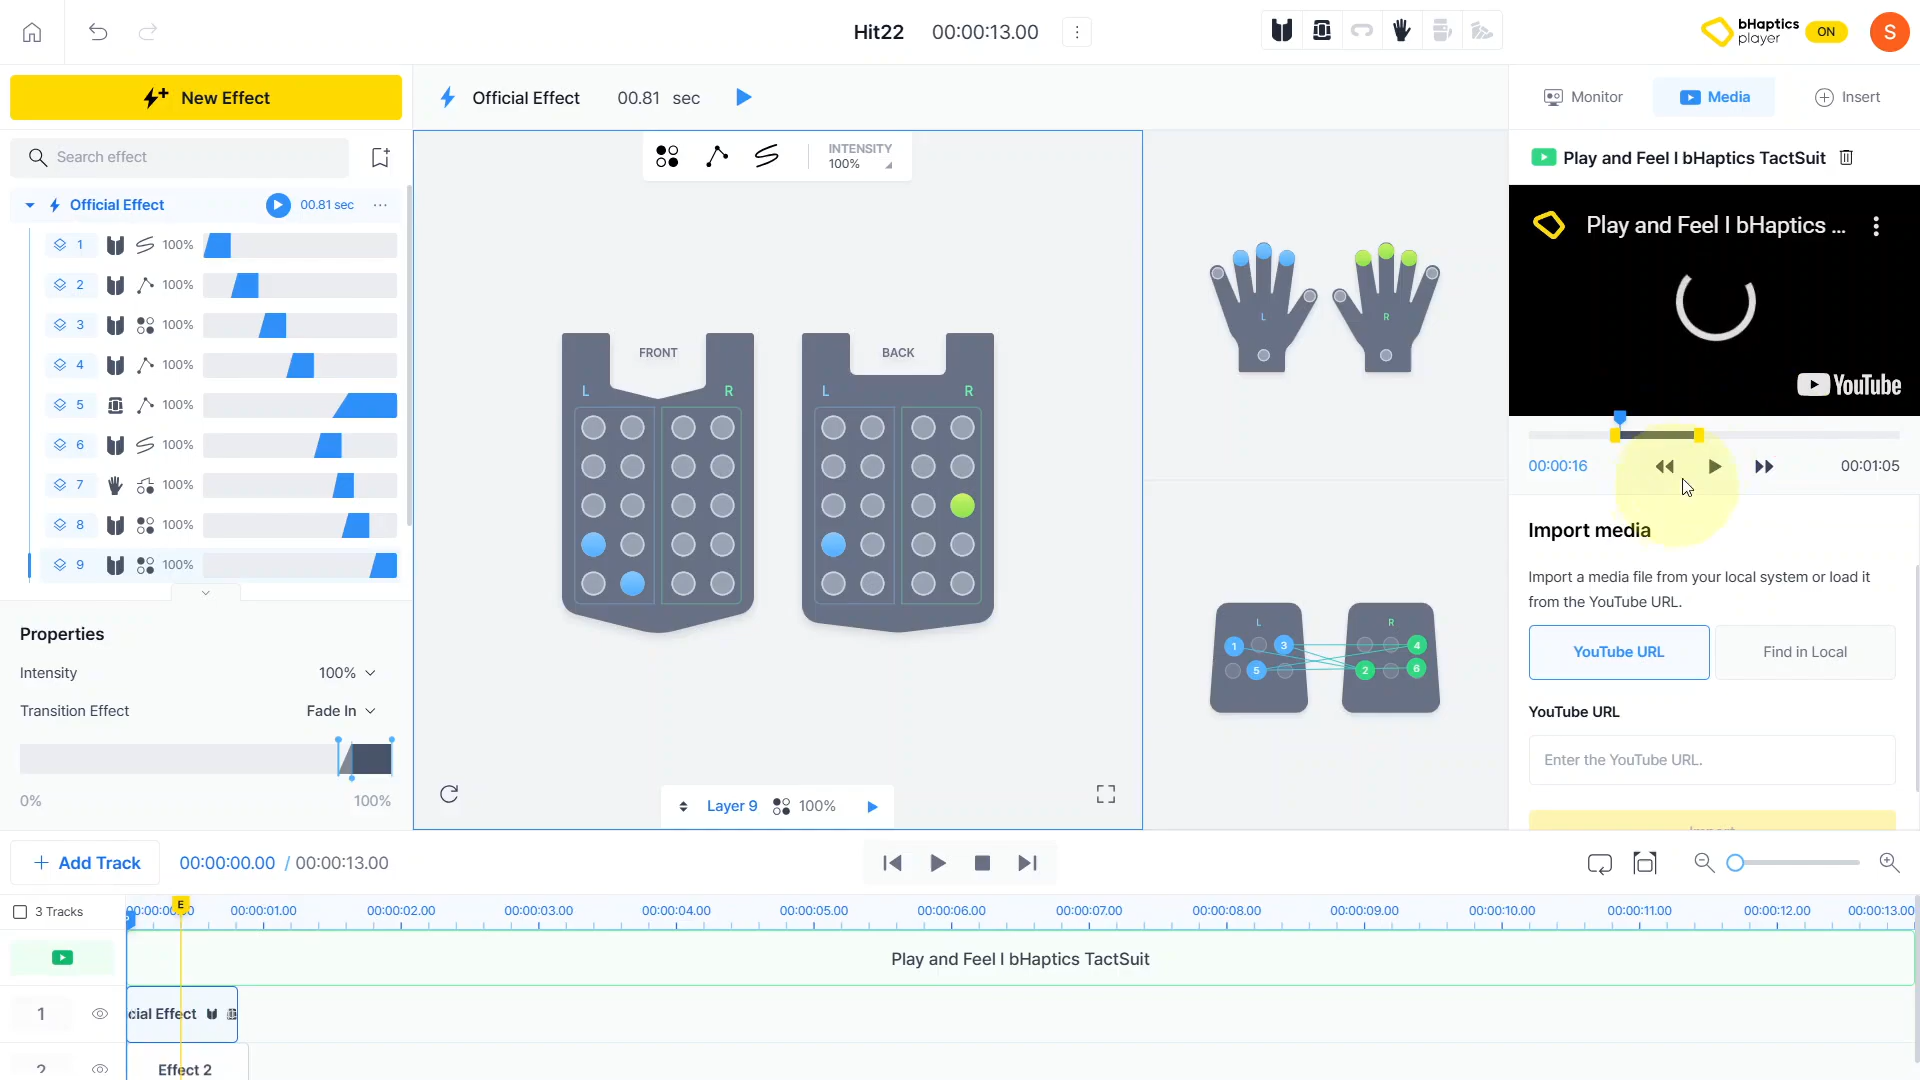 Hit22 00:00:13.00
bHaptics
player
ON
S
New Effect
Official Effect 00.81 sec
Monitor Media Insert
Search effect
INTENSITY
100%
Play and Feel l bHaptics TactSuit
Official Effect 00.81 sec
1 100%
2 100%
3 100%
4 100%
5 100%
6 100%
7 100%
8 100%
9 100%
FRONT
L R
BACK
L R
L R
L R
1 3 4
5 2 6
Play and Feel l bHaptics ...
YouTube
00:00:16 00:01:05
Import media
Import a media file from your local system or load it
from the YouTube URL.
YouTube URL Find in Local
YouTube URL
Enter the YouTube URL.
Properties
Intensity 100%
Transition Effect Fade In
0% 100%
Layer 9 100%
Add Track 00:00:00.00 / 00:00:13.00
3 Tracks
E
00:00:01.00 00:00:02.00 00:00:03.00 00:00:04.00 00:00:05.00 00:00:06.00 00:00:07.00 00:00:08.00 00:00:09.00 00:00:10.00 00:00:11.00 00:00:12.00 00:00:13.00
Play and Feel l bHaptics TactSuit
1 cial Effect
2 Effect 2